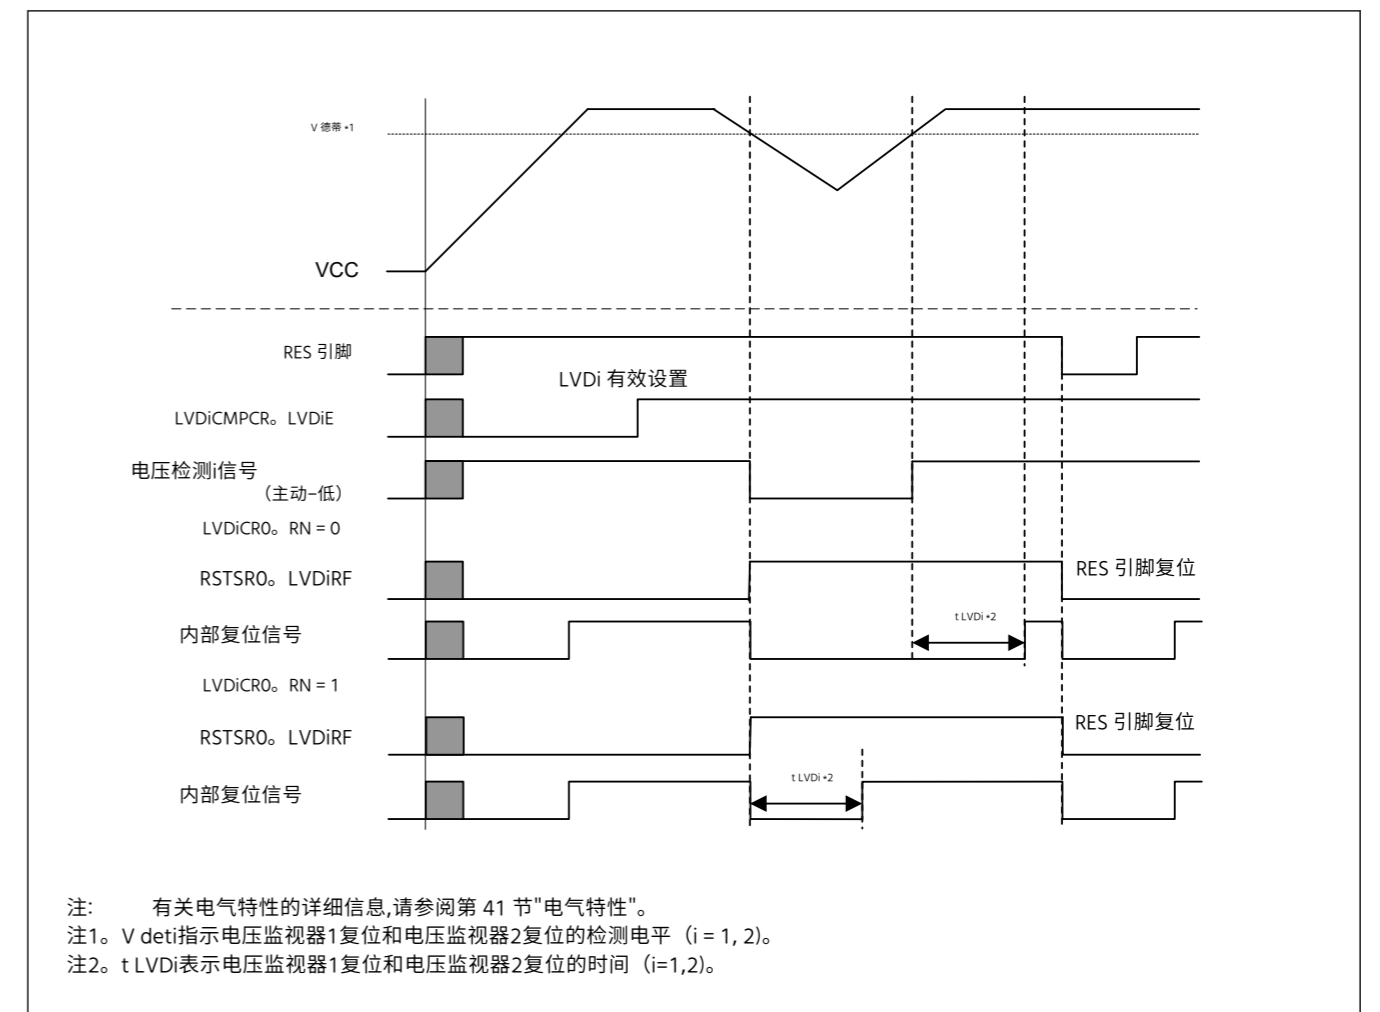 V 德蒂 *1
VCC
RES 引脚
LVDi 有效设置
LVDiCMPCR。LVDiE
电压检测i信号
（主动-低）
LVDiCR0。RN = 0
RSTSR0。LVDiRF
RES 引脚复位
t LVDi *2
内部复位信号
LVDiCR0。RN = 1
RSTSR0。LVDiRF
RES 引脚复位
t LVDi *2
内部复位信号
注: 有关电气特性的详细信息,请参阅第 41 节"电气特性"。
注1。V deti指示电压监视器1复位和电压监视器2复位的检测电平（i = 1, 2)。
注2。t LVDi表示电压监视器1复位和电压监视器2复位的时间（i=1,2)。